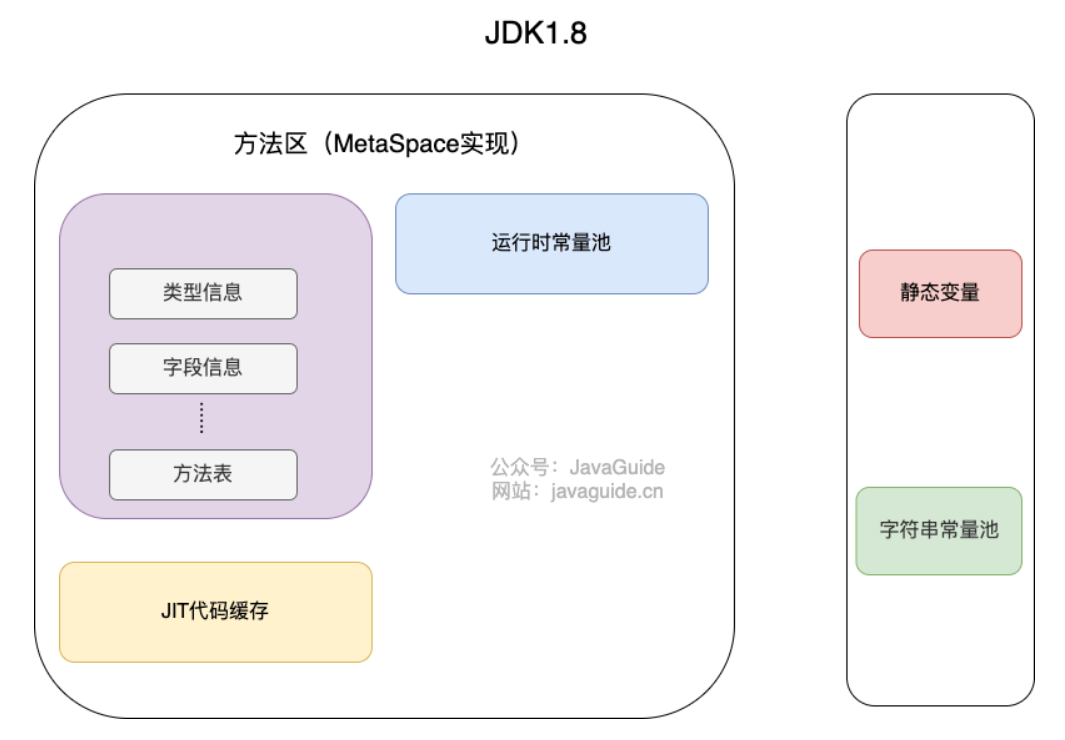 JDK1.8
方法区（MetaSpace实现）
运行时常量池
类型信息
字段信息
方法表
JIT代码缓存
公众号：JavaGuide
网站：javaguide.cn
静态变量
字符串常量池